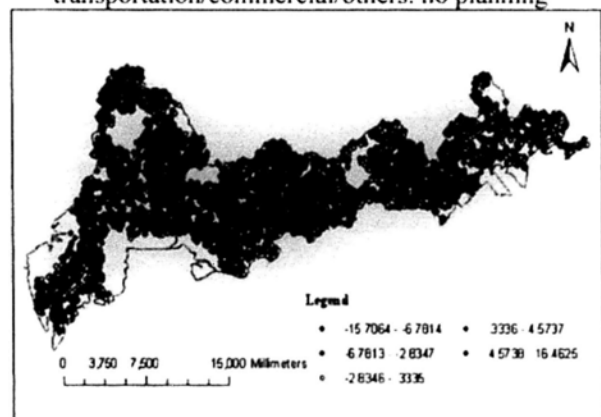 transportation/commercial/others: no planning
N
Legend
-15.7064 - -6.7814
.3336 - 4.5737
-6.7813 - -2.8347
4.5738 16.4625
-2.8346 - .3335
0 3,750 7,500 15,000 Millimeters